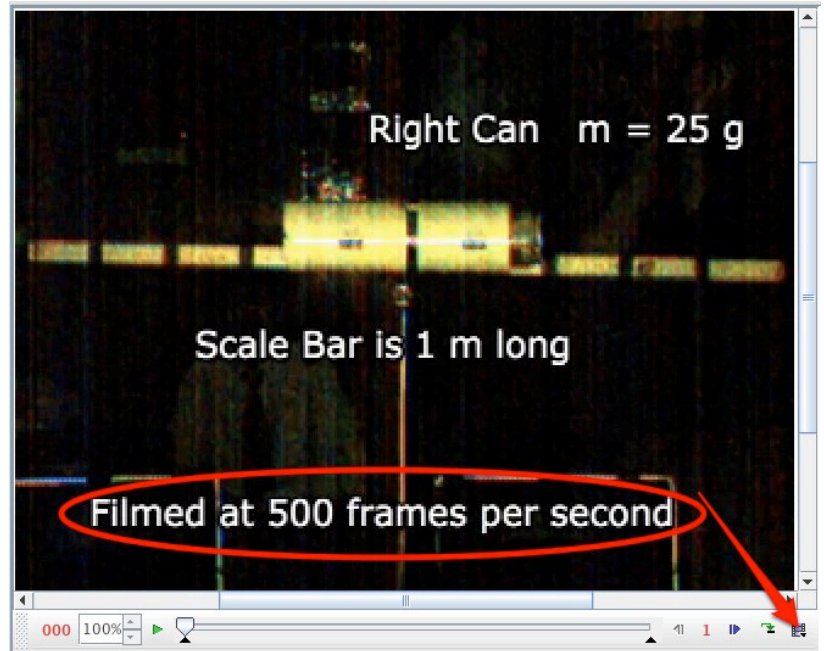 Right Can m = 25 g
Scale Bar is 1 m long
Filmed at 500 frames per second
000 100% 1